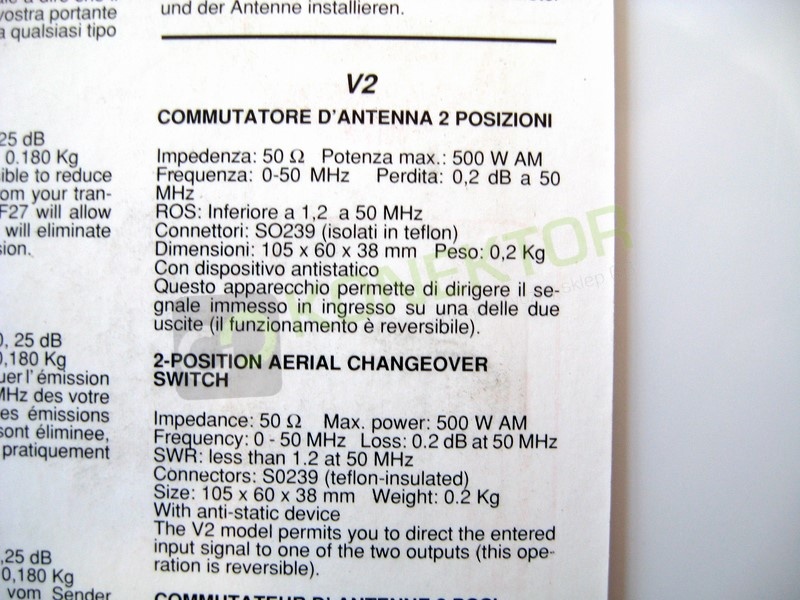 vostra portante
a qualsiasi tipo
25 dB
0.180 Kg
ible to reduce
om your tran-
F27 will allow
will eliminate
sion.
0, 25 dB
0,180 Kg
uer l'émission
MHz des votre
es émissions
sont éliminee,
pratiquement
,25 dB
0,180 Kg
vom Sender
und der Antenne installieren.
V2
COMMUTATORE D'ANTENNA 2 POSIZIONI
Impedenza: 50 Ω Potenza max.: 500 W AM
Frequenza: 0-50 MHz Perdita: 0,2 dB a 50
MHz
ROS: Inferiore a 1,2 a 50 MHz
Connettori: SO239 (isolati in teflon)
Dimensioni: 105 x 60 x 38 mm Peso: 0,2 Kg
Con dispositivo antistatico
Questo apparecchio permette di dirigere il se-
gnale immesso in ingresso su una delle due
uscite (il funzionamento è reversibile).
2-POSITION AERIAL CHANGEOVER
SWITCH
Impedance: 50 Ω Max. power: 500 W AM
Frequency: 0 - 50 MHz Loss: 0.2 dB at 50 MHz
SWR: less than 1.2 at 50 MHz
Connectors: S0239 (teflon-insulated)
Size: 105 x 60 x 38 mm Weight: 0.2 Kg
With anti-static device
The V2 model permits you to direct the entered
input signal to one of the two outputs (this ope-
ration is reversible).
KONEKTOR
sklep